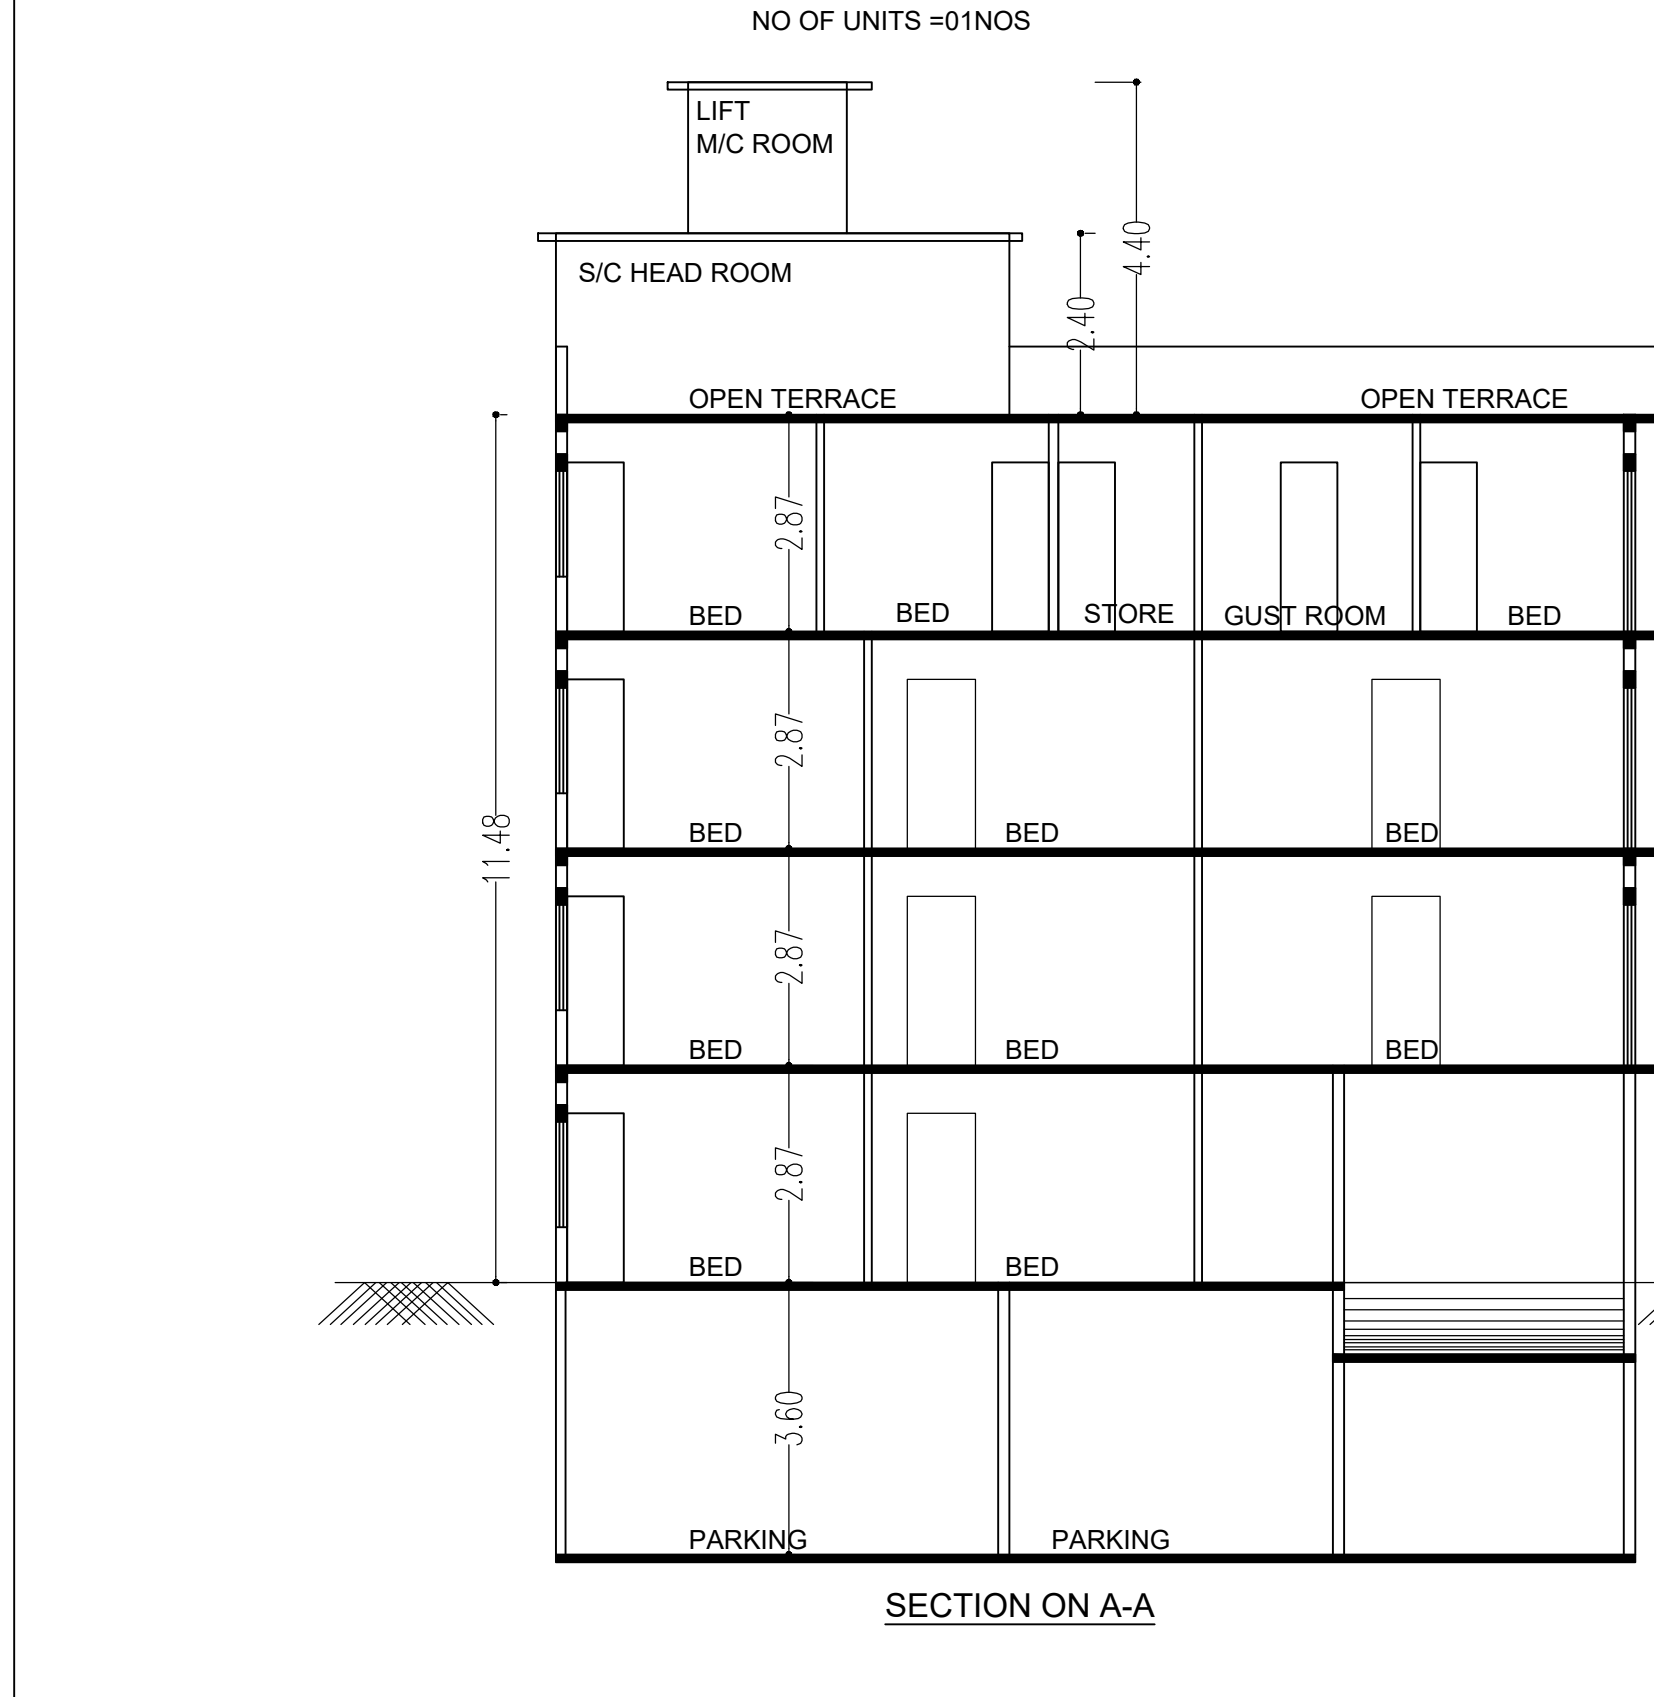 NO OF UNITS =01NOS
LIFT
M/C ROOM
4.40
S/C HEAD ROOM
2.40
OPEN TERRACE OPEN TERRACE
2.87
BED BED STORE GUST ROOM BED
2.87
11.48
BED BED BED
2.87
BED BED BED
2.87
BED BED
3.60
PARKING PARKING
SECTION ON A-A